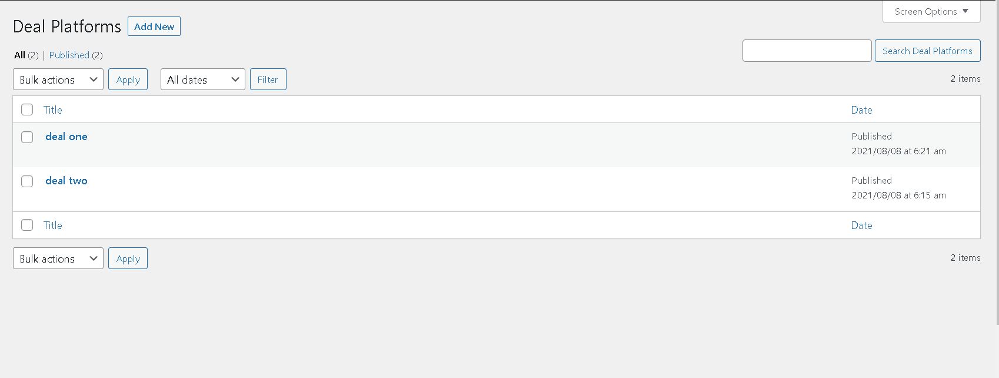 Screen Options
Deal Platforms Add New
All (2) | Published (2)
Search Deal Platforms
Bulk actions Apply All dates Filter 2 items
Title Date
deal one Published
2021/08/08 at 6:21 am
deal two Published
2021/08/08 at 6:15 am
Title Date
Bulk actions Apply 2 items